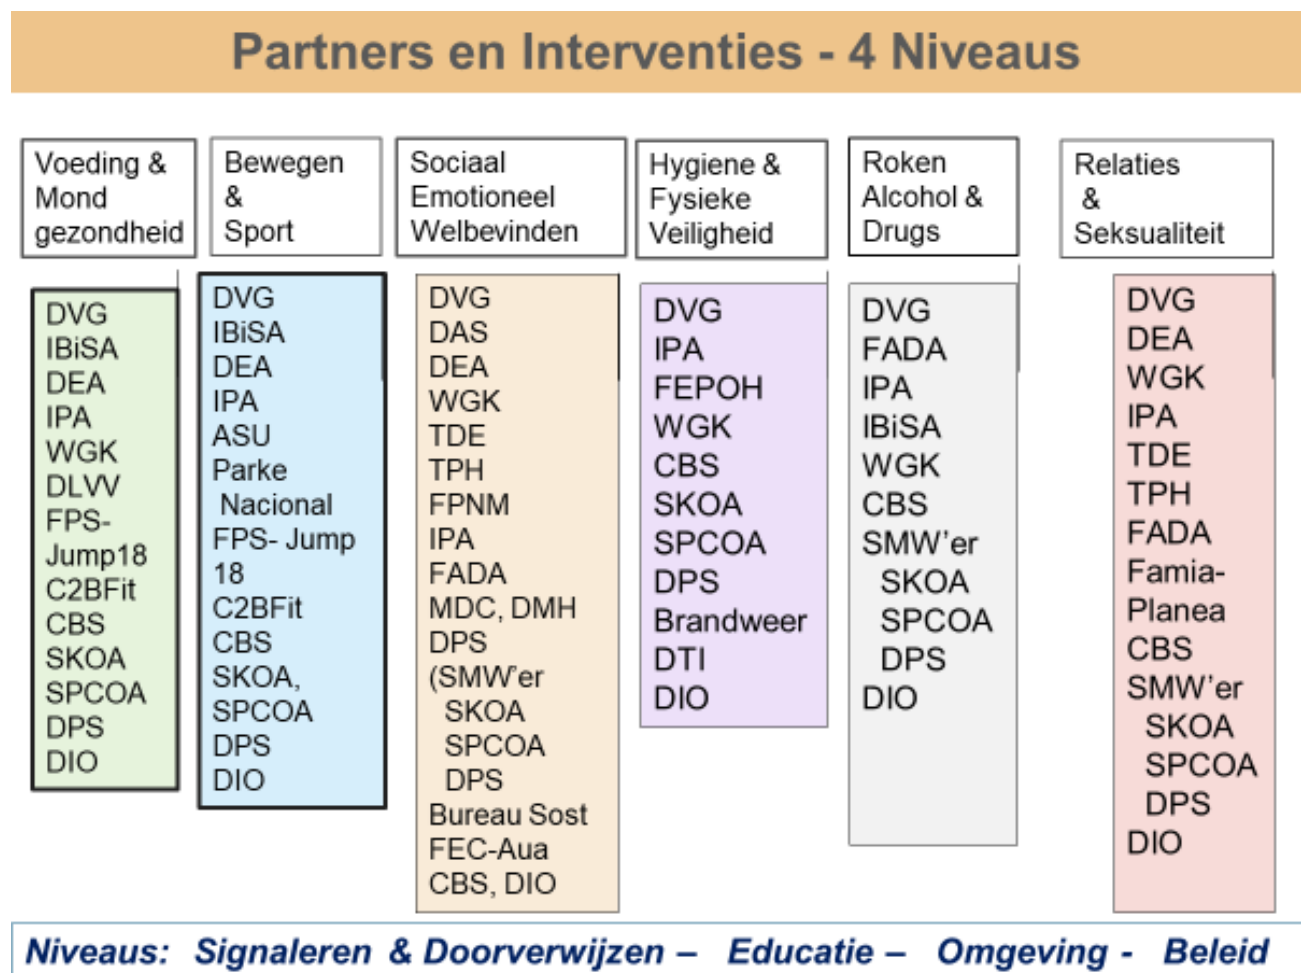 Partners en Interventies - 4 Niveaus
Voeding &
Mond
gezondheid
Bewegen
&
Sport
Sociaal
Emotioneel
Welbevinden
Hygiene &
Fysieke
Veiligheid
Roken
Alcohol &
Drugs
Relaties
&
Seksualiteit
DVG
IBiSA
DEA
IPA
WGK
DLVV
FPS-
Jump18
C2BFit
CBS
SKOA
SPCOA
DPS
DIO
DVG
IBiSA
DEA
IPA
ASU
Parke
Nacional
FPS- Jump
18
C2BFit
CBS
SKOA,
SPCOA
DPS
DIO
DVG
DAS
DEA
WGK
TDE
TPH
FPNM
IPA
FADA
MDC, DMH
DPS
(SMW'er
SKOA
SPCOA
DPS
Bureau Sost
FEC-Aua
CBS, DIO
DVG
IPA
FEPOH
WGK
CBS
SKOA
SPCOA
DPS
Brandweer
DTI
DIO
DVG
FADA
IPA
IBiSA
WGK
CBS
SMW'er
SKOA
SPCOA
DPS
DIO
DVG
DEA
WGK
IPA
TDE
TPH
FADA
Famia-
Planea
CBS
SMW'er
SKOA
SPCOA
DPS
DIO
Niveaus: Signaleren & Doorverwijzen – Educatie – Omgeving - Beleid